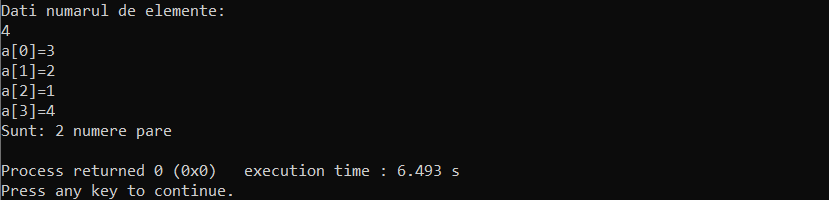 Dati numarul de elemente:
4
a[0]=3
a[1]=2
a[2]=1
a[3]=4
Sunt: 2 numere pare
Process returned 0 (0x0)   execution time : 6.493 s
Press any key to continue.